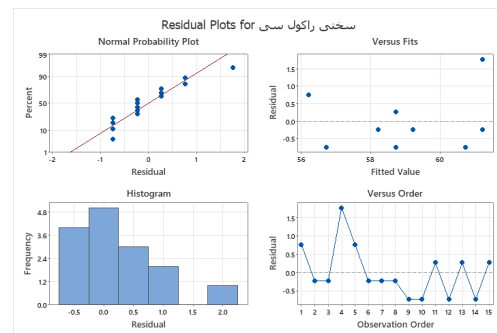 Residual Plots for سختی راکول سی
Normal Probability Plot
Versus Fits
99
90
50
10
1
Percent
-2 -1 0 1 2
Residual
1.5
1.0
0.5
0.0
-0.5
Residual
56 58 60
Fitted Value
Histogram
Versus Order
4.8
3.6
2.4
1.2
0.0
Frequency
-0.5 0.0 0.5 1.0 1.5 2.0
Residual
1.5
1.0
0.5
0.0
-0.5
Residual
1 2 3 4 5 6 7 8 9 10 11 12 13 14 15
Observation Order